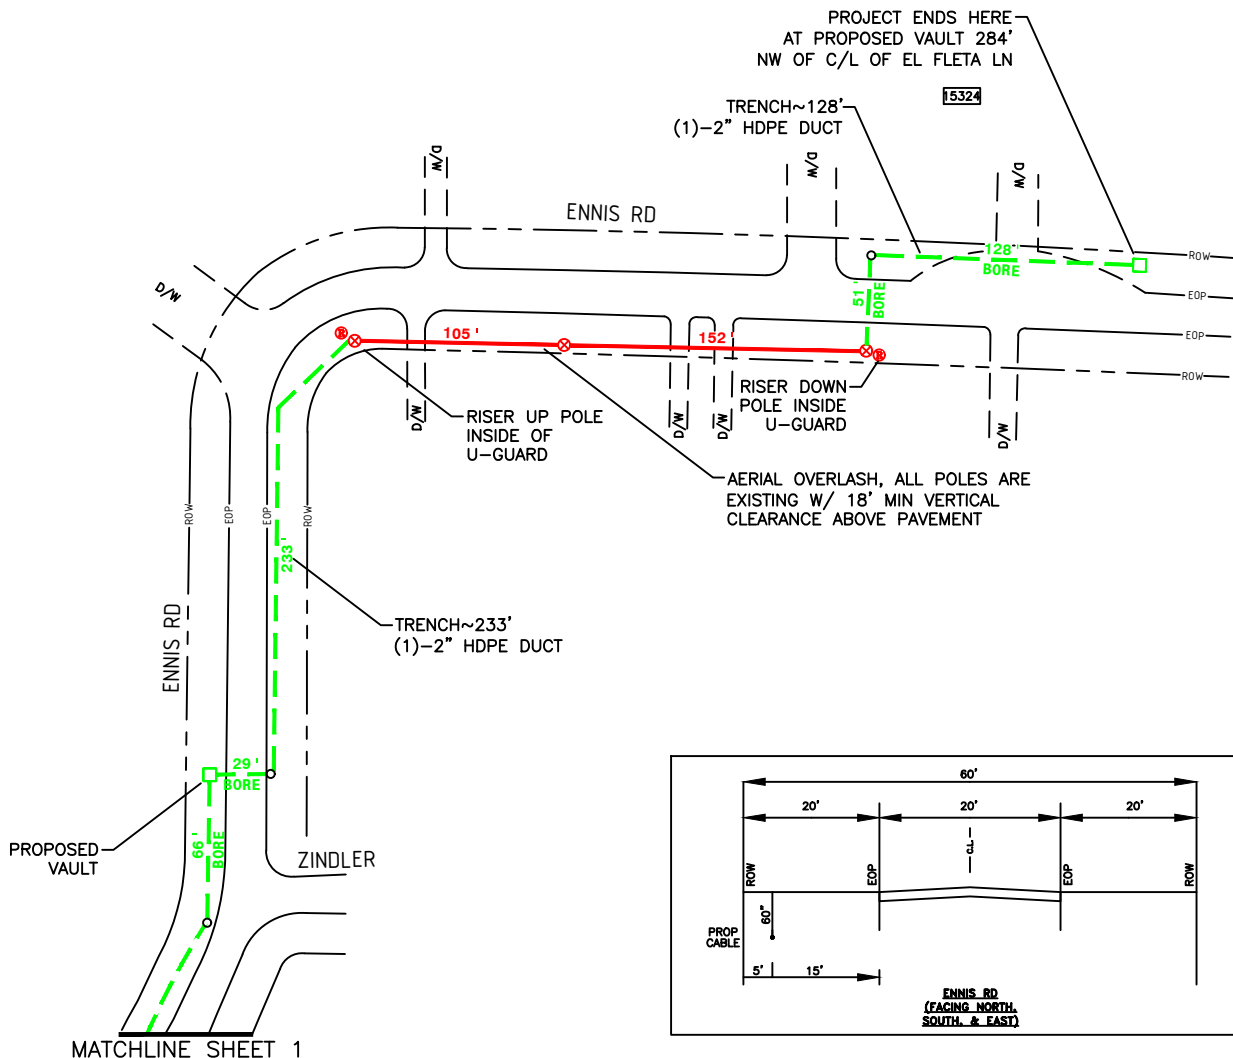 PROJECT ENDS HERE
AT PROPOSED VAULT 284'
NW OF C/L OF EL FLETA LN
15324
TRENCH~128'
(1)-2" HDPE DUCT
D/W
D/W
D/W
ENNIS RD
128'
BORE
ROW
EOP
EOP
ROW
D/W
51'
BORE
105'
152'
R
R
RISER DOWN
POLE INSIDE
U-GUARD
RISER UP POLE
INSIDE OF
U-GUARD
D/W
D/W
D/W
D/W
AERIAL OVERLASH, ALL POLES ARE
EXISTING W/ 18' MIN VERTICAL
CLEARANCE ABOVE PAVEMENT
ROW
EOP
EOP
ROW
233'
TRENCH~233'
(1)-2" HDPE DUCT
ENNIS RD
29'
BORE
66'
BORE
PROPOSED
VAULT
ZINDLER
MATCHLINE SHEET 1
60'
20'
20'
20'
ROW
EOP
C.L.
EOP
ROW
60"
PROP
CABLE
5'
15'
ENNIS RD
(FACING NORTH,
SOUTH, & EAST)